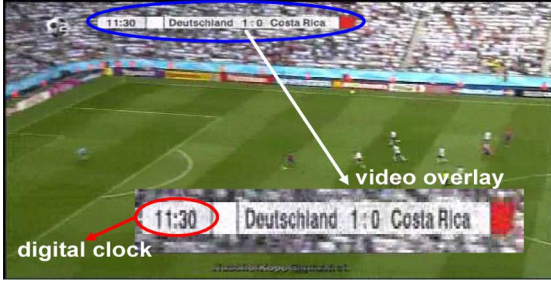 11:30 Deutschland 1:0 Costa Rica
video overlay
11:30 Deutschland 1:0 Costa Rica
digital clock